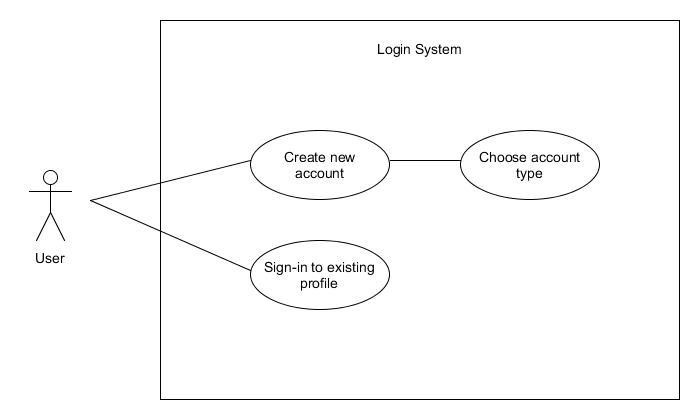 Login System
Create new
account
Choose account
type
User
Sign-in to existing
profile